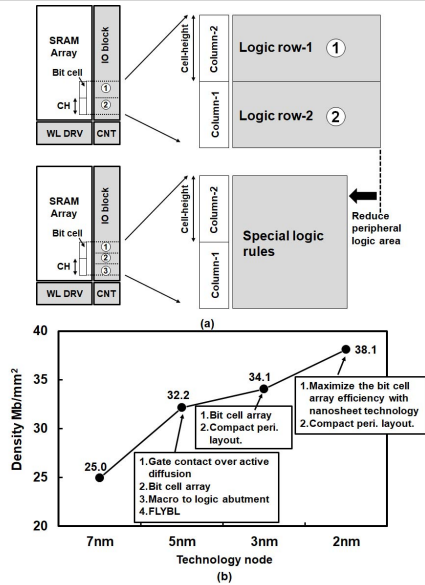 SRAM
Array
IO block
Bit cell
CH
1
2
WL DRV
CNT
Cell-height
Column-2
Column-1
Logic row-1 1
Logic row-2 2
SRAM
Array
IO block
Bit cell
CH
1
2
3
WL DRV
CNT
Cell-height
Column-2
Column-1
Special logic
rules
Reduce
peripheral
logic area
(a)
Density Mb/mm²
40
35
30
25
20
25.0
32.2
34.1
38.1
1.Gate contact over active
diffusion
2.Bit cell array
3.Macro to logic abutment
4.FLYBL
1.Bit cell array
2.Compact peri.
layout.
1.Maximize the bit cell
array efficiency with
nanosheet technology
2.Compact peri. layout.
7nm
5nm
3nm
2nm
Technology node
(b)